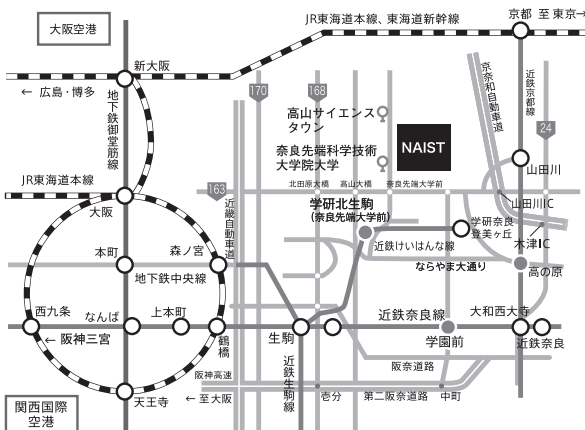 大阪空港
JR東海道本線、東海道新幹線
京都 至東京→
新大阪
← 広島・博多
地下鉄御堂筋線
170
168
高山サイエンス
タウン
NAIST
京奈和自動車道
近鉄京都線
24
奈良先端科学技術
大学院大学
山田川
JR東海道本線
163
北田原大橋
高山大橋
奈良先端大学前
山田川IC
大阪
近畿自動車道
学研北生駒
(奈良先端大学前)
学研奈良
登美ヶ丘
木津IC
本町
森ノ宮
近鉄けいはんな線
ならやま大通り
高の原
地下鉄中央線
西九条
なんば
上本町
近鉄奈良線
大和西大寺
← 阪神三宮
鶴橋
生駒
学園前
近鉄奈良
近鉄生駒線
阪奈道路
阪神高速
←至大阪
壱分
第二阪奈道路
中町
天王寺
関西国際
空港